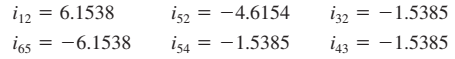 i₁₂ = 6.1538 i₅₂ = −4.6154 i₃₂ = −1.5385
i₆₅ = −6.1538 i₅₄ = −1.5385 i₄₃ = −1.5385